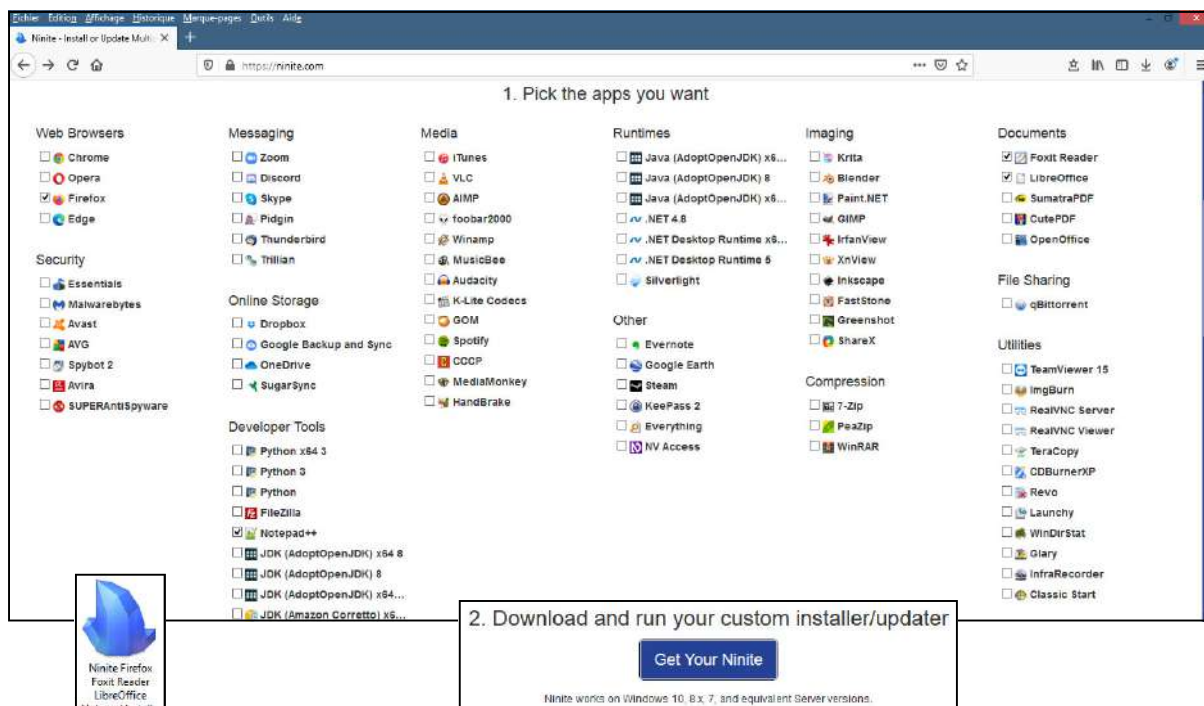 Fichier Edition Affichage Historique Marque-pages Outils Aide
Ninite - Install or Update Multi
https://ninite.com
1. Pick the apps you want
Web Browsers
Chrome
Opera
Firefox
Edge
Security
Essentials
Malwarebytes
Avast
AVG
Spybot 2
Avira
SUPERAntiSpyware
Messaging
Zoom
Discord
Skype
Pidgin
Thunderbird
Trillian
Online Storage
Dropbox
Google Backup and Sync
OneDrive
SugarSync
Developer Tools
Python x64 3
Python 3
Python
FileZilla
Notepad++
JDK (AdoptOpenJDK) x64 8
JDK (AdoptOpenJDK) 8
JDK (AdoptOpenJDK) x64...
JDK (Amazon Corretto) x6...
Media
iTunes
VLC
AIMP
foobar2000
Winamp
MusicBee
Audacity
K-Lite Codecs
GOM
Spotify
CCCP
MediaMonkey
HandBrake
Runtimes
Java (AdoptOpenJDK) x6...
Java (AdoptOpenJDK) 8
Java (AdoptOpenJDK) x6...
.NET 4.8
.NET Desktop Runtime x6...
.NET Desktop Runtime 5
Silverlight
Other
Evernote
Google Earth
Steam
KeePass 2
Everything
NV Access
Imaging
Krita
Blender
Paint.NET
GIMP
IrfanView
XnView
Inkscape
FastStone
Greenshot
ShareX
Compression
7-Zip
PeaZip
WinRAR
Documents
Foxit Reader
LibreOffice
SumatraPDF
CutePDF
OpenOffice
File Sharing
qBittorrent
Utilities
TeamViewer 15
ImgBurn
RealVNC Server
RealVNC Viewer
TeraCopy
CDBurnerXP
Revo
Launchy
WinDirStat
Glary
InfraRecorder
Classic Start
Ninite Firefox
Foxit Reader
LibreOffice
2. Download and run your custom installer/updater
Get Your Ninite
Ninite works on Windows 10, 8.x, 7, and equivalent Server versions.